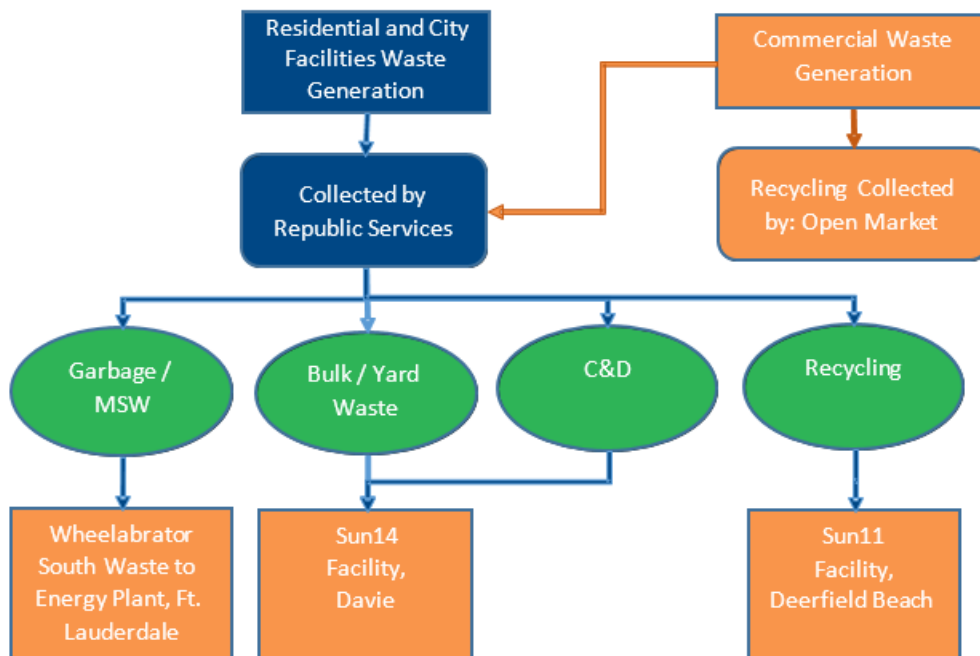 Residential and City
Facilities Waste
Generation
Commercial Waste
Generation
Collected by
Republic Services
Recycling Collected
by: Open Market
Garbage /
MSW
Bulk / Yard
Waste
C&D
Recycling
Wheelabrator
South Waste to
Energy Plant, Ft.
Lauderdale
Sun14
Facility,
Davie
Sun11
Facility,
Deerfield Beach